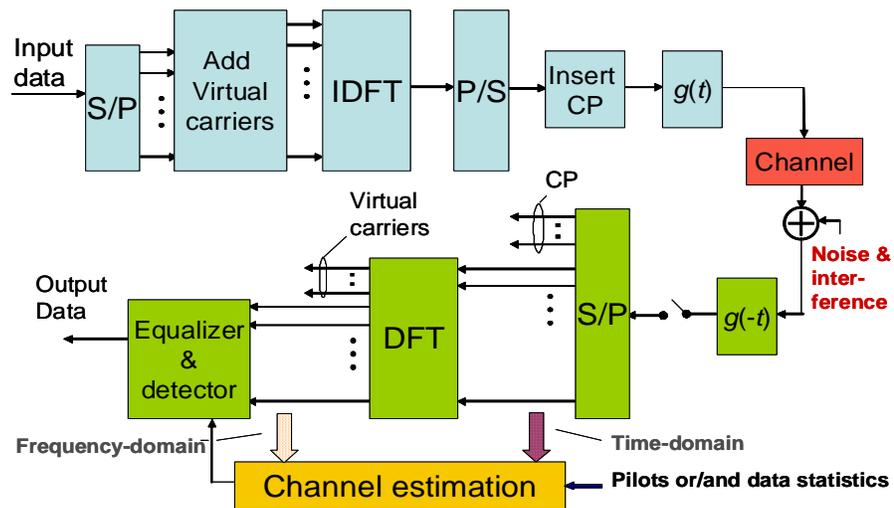 Input
data
S/P
Add
Virtual
carriers
IDFT
P/S
Insert
CP
g(t)
Channel
Noise &
inter-
ference
CP
Virtual
carriers
Output
Data
Equalizer
&
detector
DFT
S/P
g(-t)
Frequency-domain
Time-domain
Channel estimation
Pilots or/and data statistics